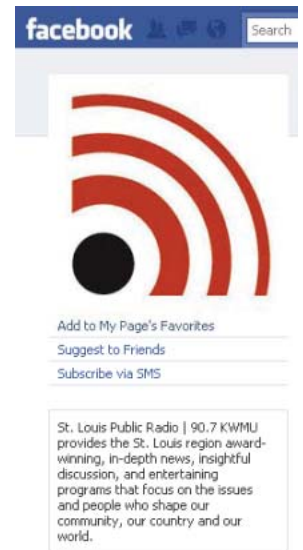 facebook
Search
Add to My Page's Favorites
Suggest to Friends
Subscribe via SMS
St. Louis Public Radio | 90.7 KWMU
provides the St. Louis region award-
winning, in-depth news, insightful
discussion, and entertaining
programs that focus on the issues
and people who shape our
community, our country and our
world.